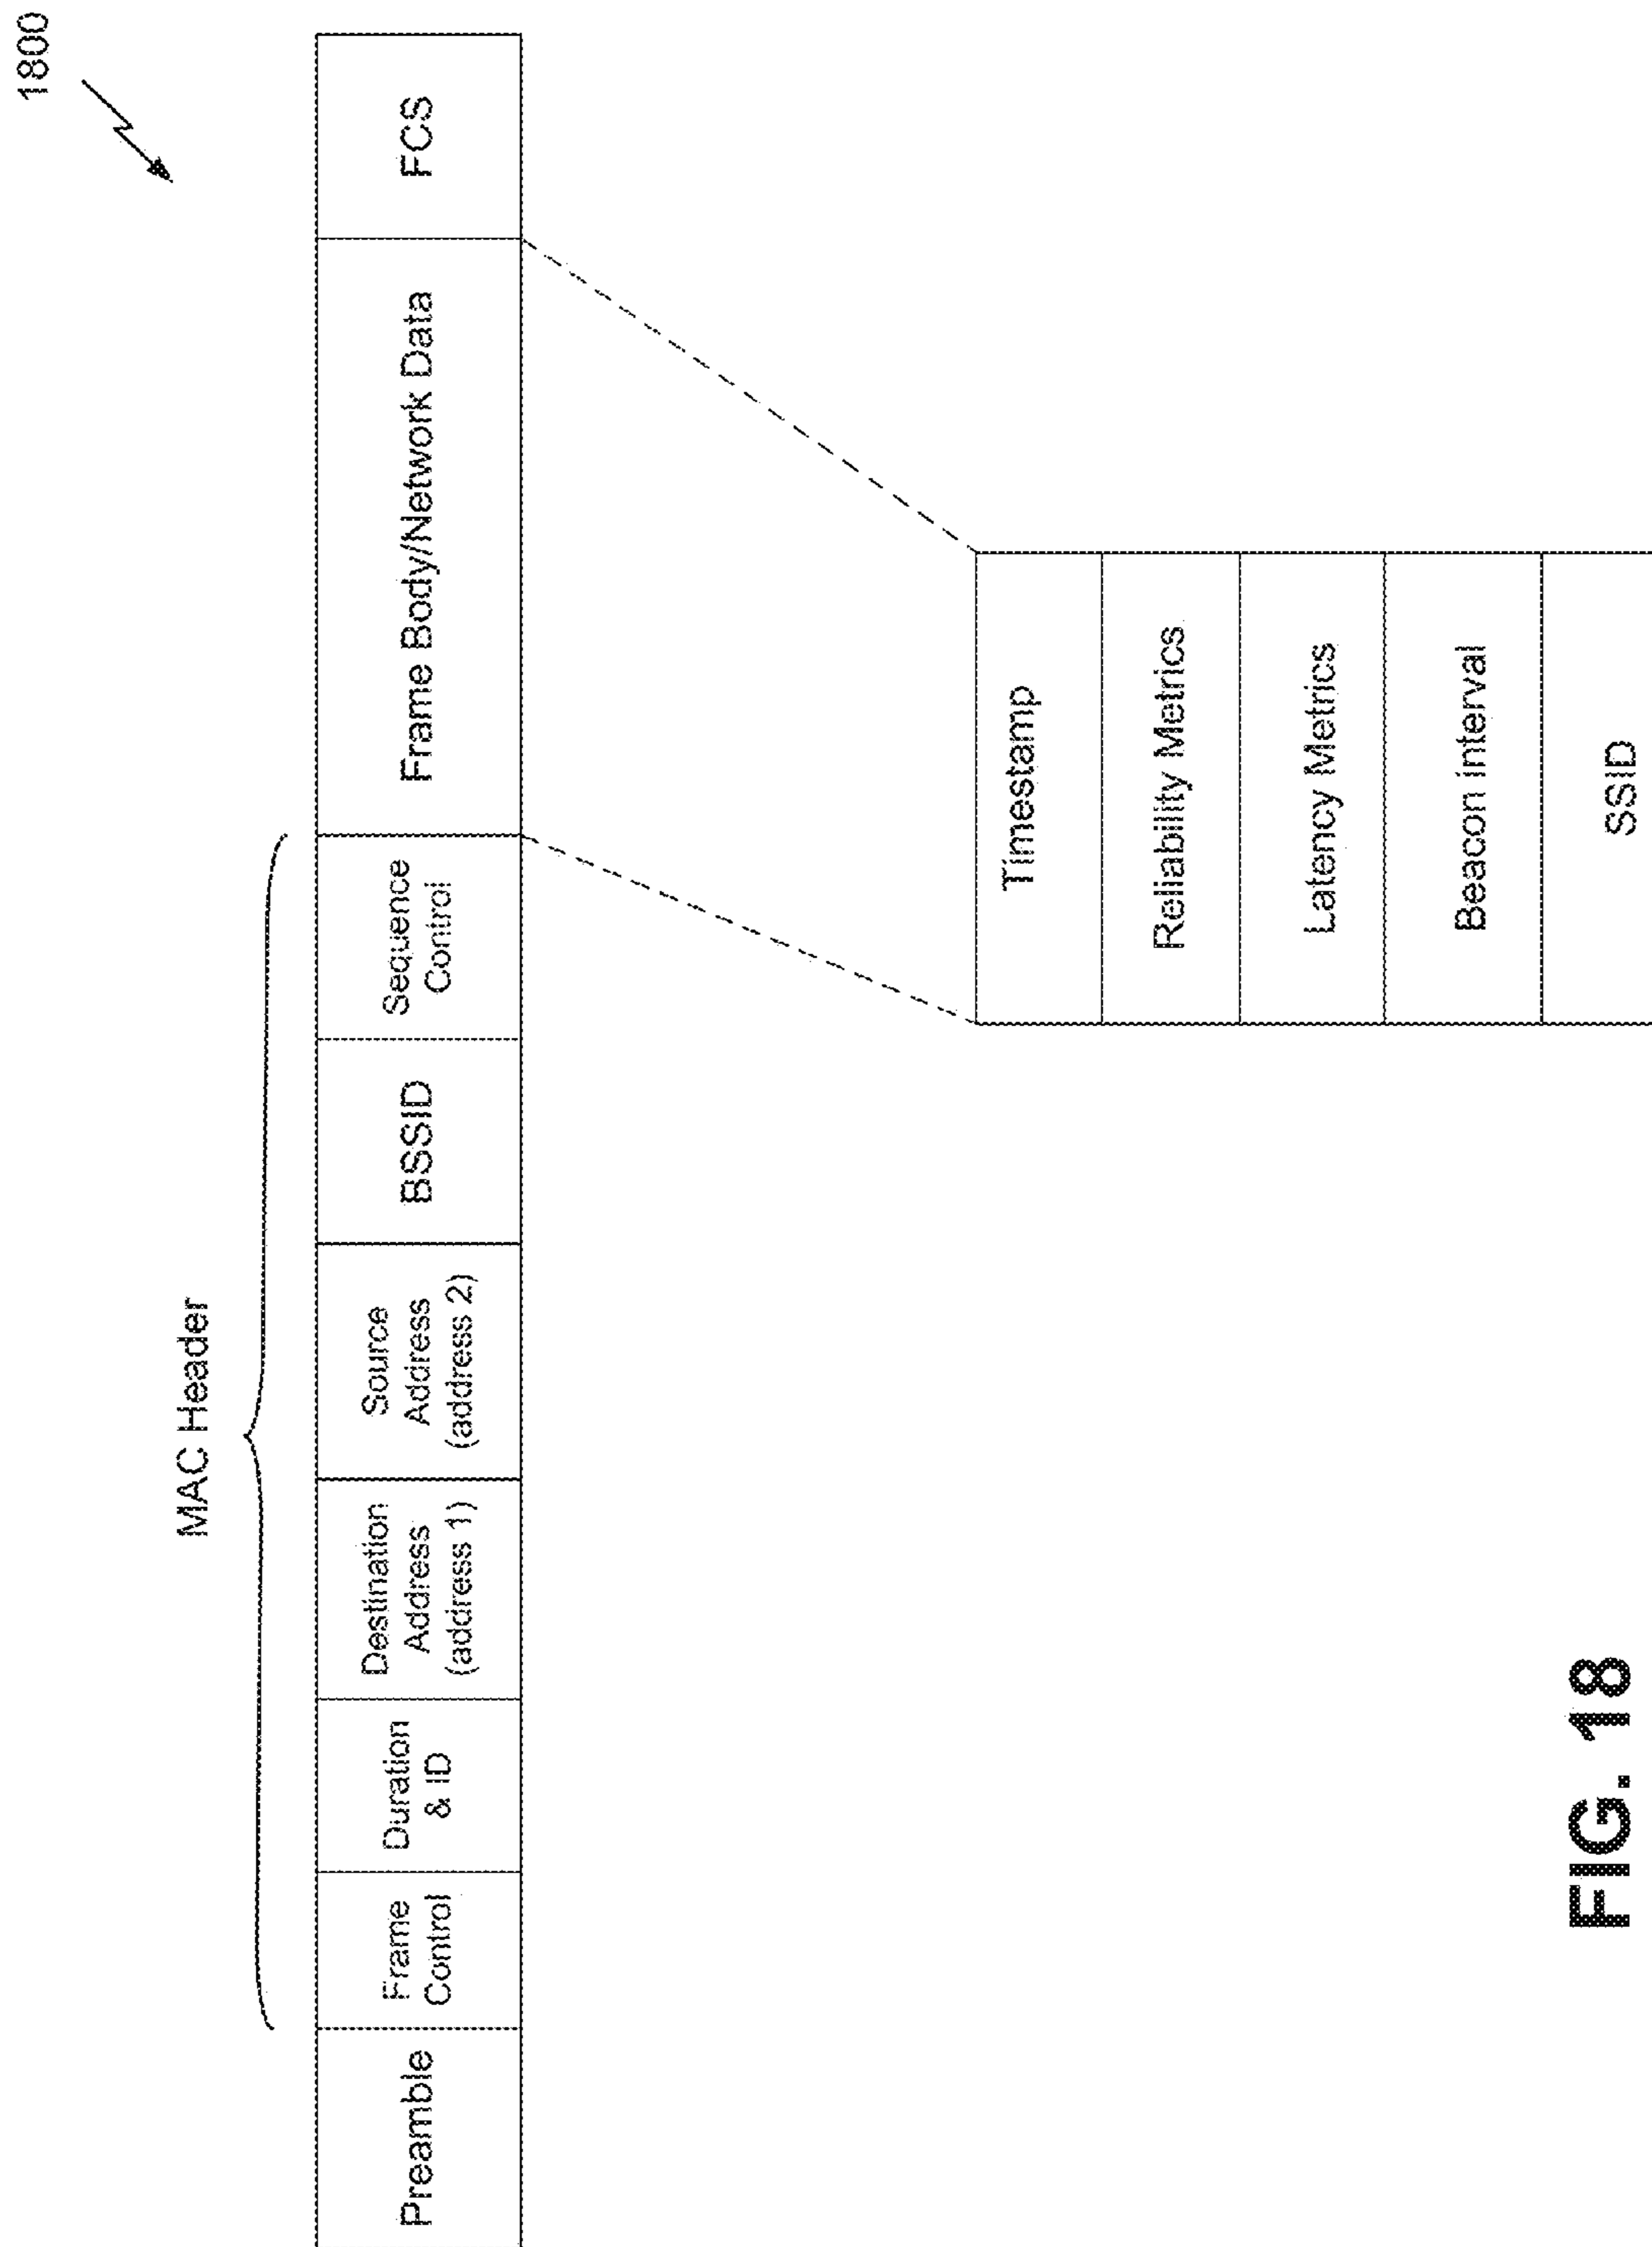 1800
MAC Header
Preamble
Frame
Control
Duration
& ID
Destination
Address
(address 1)
Source
Address
(address 2)
BSSID
Sequence
Control
Frame Body/Network Data
FCS
Timestamp
Reliability Metrics
Latency Metrics
Beacon interval
SSID
FIG. 18